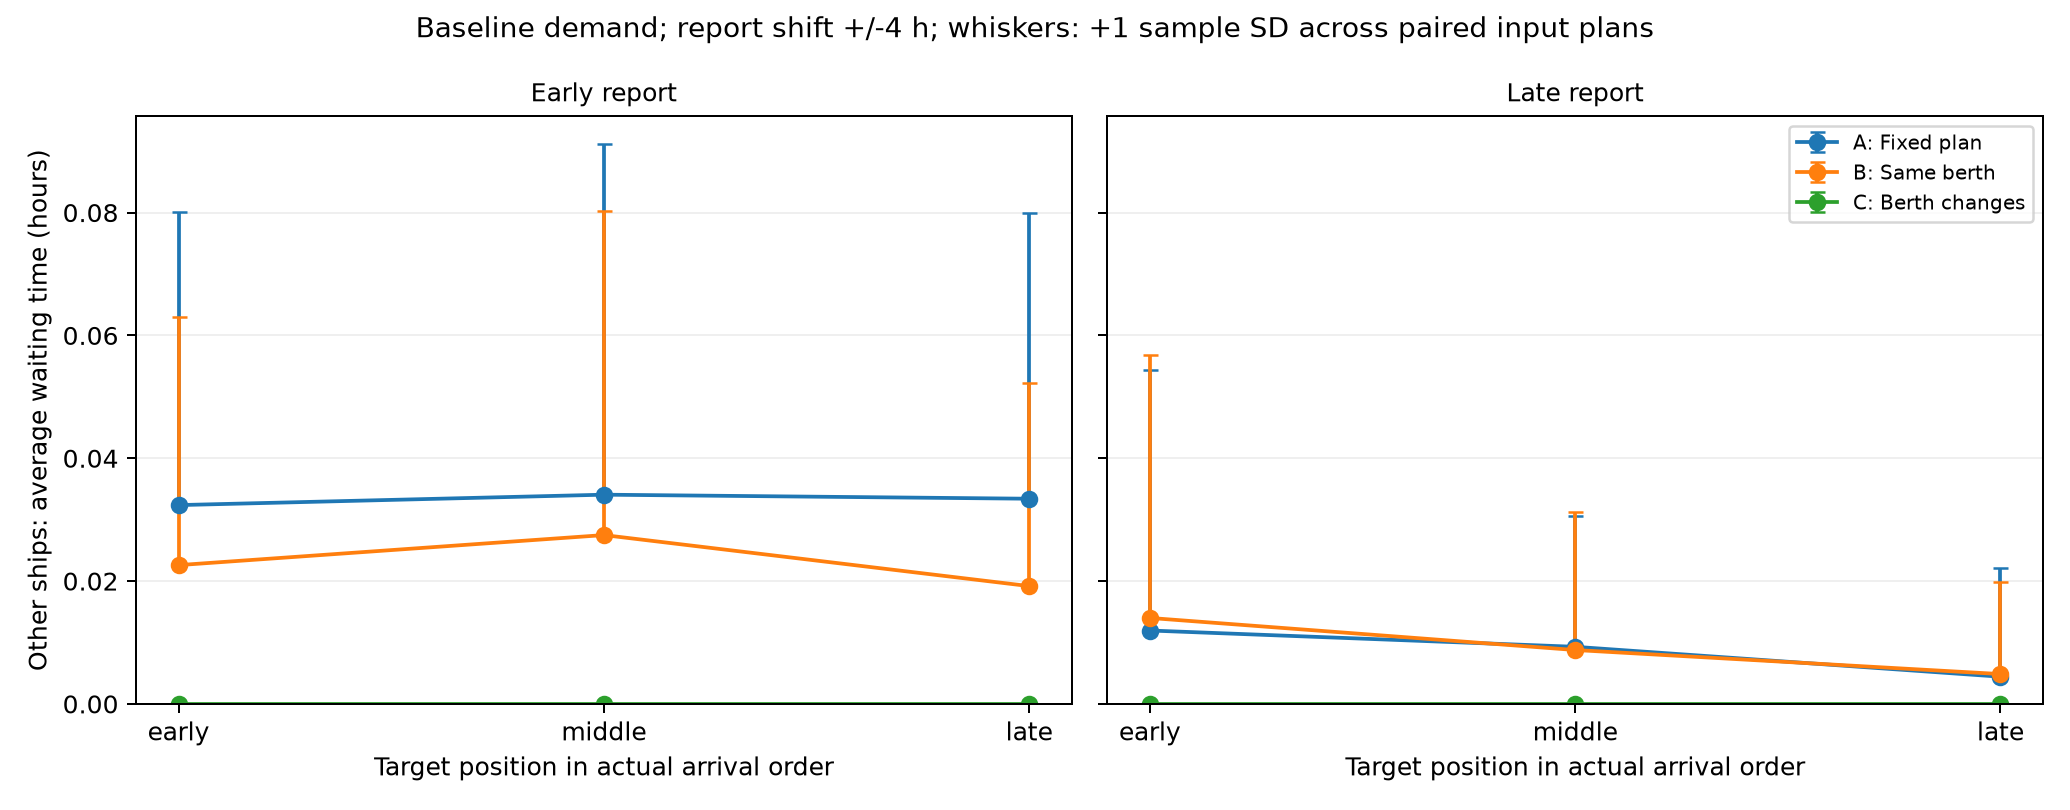 Baseline demand; report shift +/-4 h; whiskers: +1 sample SD across paired input plans
Early report
Late report
Other ships: average waiting time (hours)
0.08
0.06
0.04
0.02
0.00
early
middle
late
Target position in actual arrival order
A: Fixed plan
B: Same berth
C: Berth changes
early
middle
late
Target position in actual arrival order